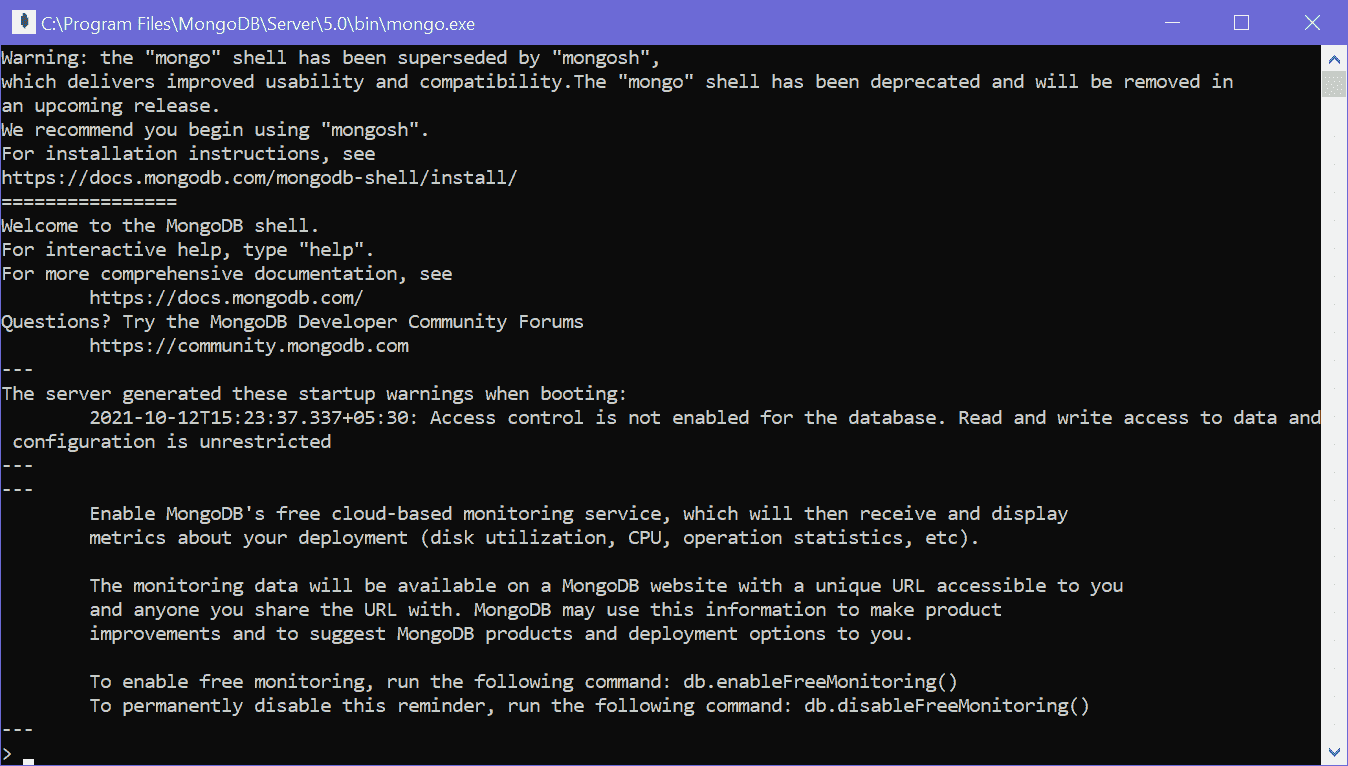 C:\Program Files\MongoDB\Server\5.0\bin\mongo.exe
Warning: the "mongo" shell has been superseded by "mongosh",
which delivers improved usability and compatibility.The "mongo" shell has been deprecated and will be removed in
an upcoming release.
We recommend you begin using "mongosh".
For installation instructions, see
https://docs.mongodb.com/mongodb-shell/install/
================
Welcome to the MongoDB shell.
For interactive help, type "help".
For more comprehensive documentation, see
        https://docs.mongodb.com/
Questions? Try the MongoDB Developer Community Forums
        https://community.mongodb.com
---
The server generated these startup warnings when booting:
        2021-10-12T15:23:37.337+05:30: Access control is not enabled for the database. Read and write access to data and
 configuration is unrestricted
---
---
        Enable MongoDB's free cloud-based monitoring service, which will then receive and display
        metrics about your deployment (disk utilization, CPU, operation statistics, etc).

        The monitoring data will be available on a MongoDB website with a unique URL accessible to you
        and anyone you share the URL with. MongoDB may use this information to make product
        improvements and to suggest MongoDB products and deployment options to you.

        To enable free monitoring, run the following command: db.enableFreeMonitoring()
        To permanently disable this reminder, run the following command: db.disableFreeMonitoring()
---
>